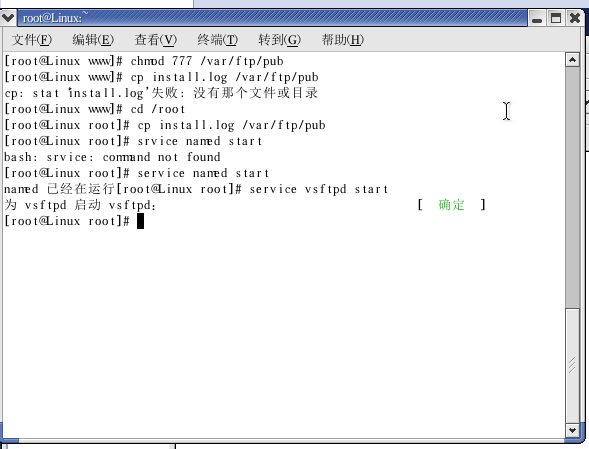 root@Linux:~
文件(F) 编辑(E) 查看(V) 终端(T) 转到(G) 帮助(H)
[root@Linux www]# chmod 777 /var/ftp/pub
[root@Linux www]# cp install.log /var/ftp/pub
cp: stat ‘install.log’失败: 没有那个文件或目录
[root@Linux www]# cd /root
[root@Linux root]# cp install.log /var/ftp/pub
[root@Linux root]# srvice named start
bash: srvice: command not found
[root@Linux root]# service named start
named 已经在运行[root@Linux root]# service vsftpd start
为 vsftpd 启动 vsftpd: [ 确定 ]
[root@Linux root]#